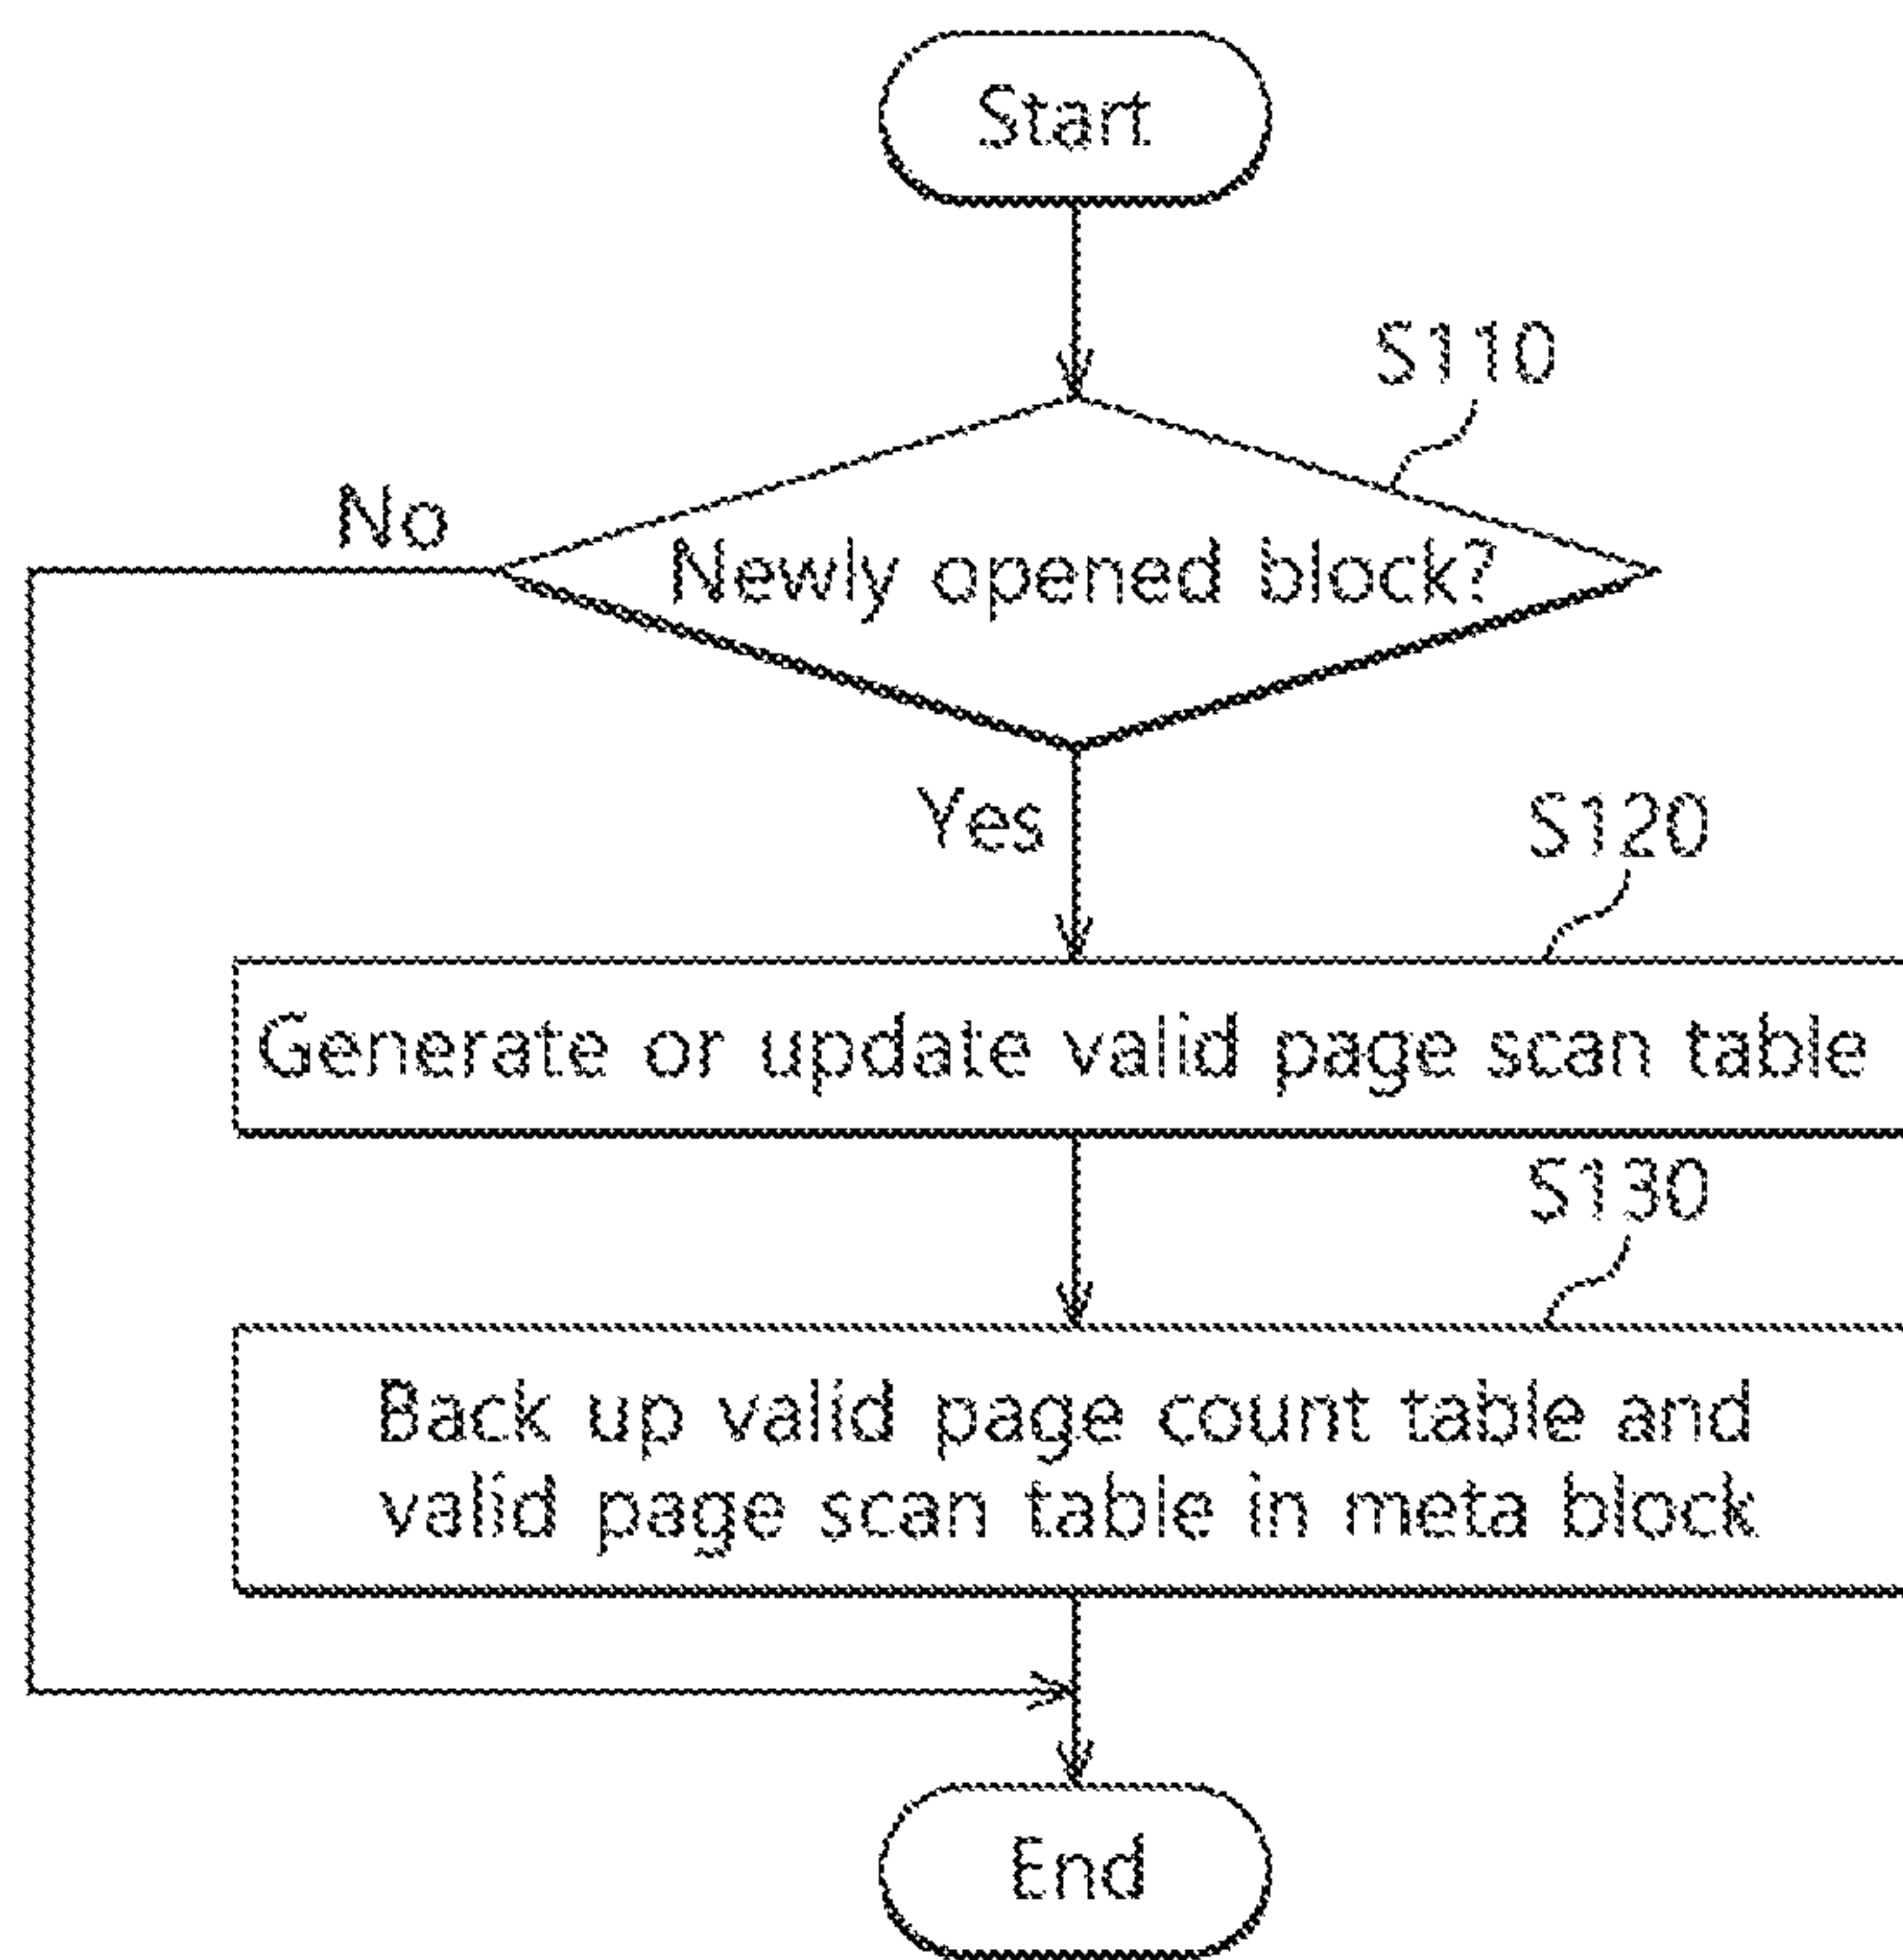 Start
S110
No
Newly opened block?
Yes
S120
Generate or update valid page scan table
S130
Back up valid page count table and
valid page scan table in meta block
End